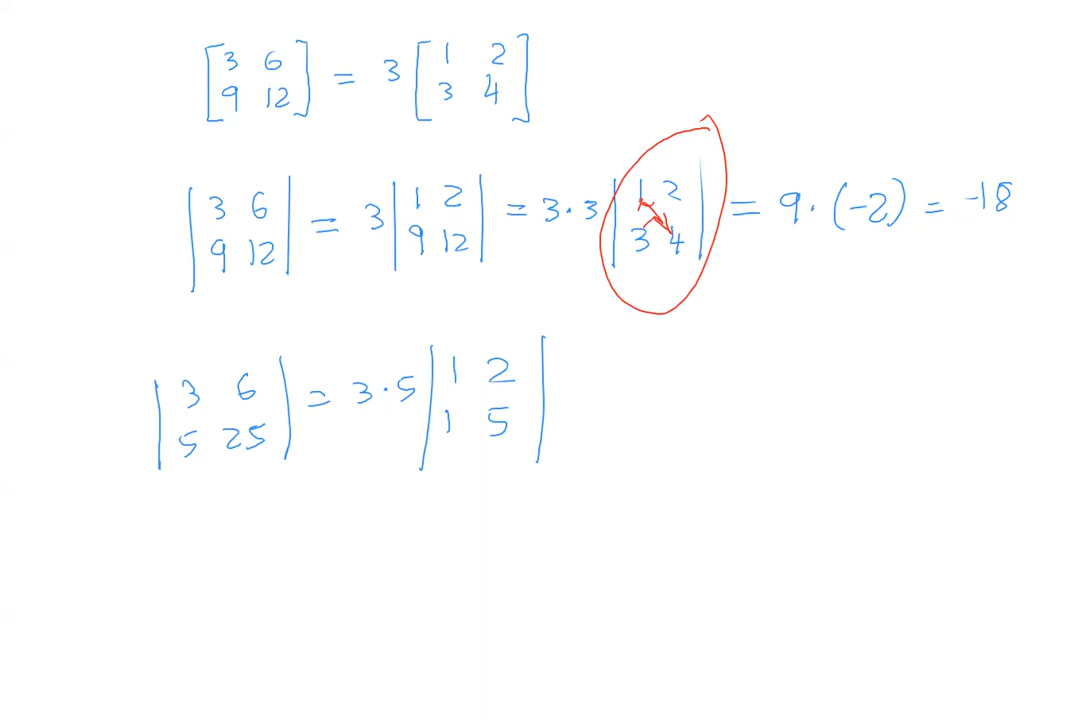 [3 6 9 12] = 3 [1 2 3 4]
|3 6 9 12| = 3 |1 2 9 12| = 3·3 |1 2 3 4| = 9·(-2) = -18
|3 6 5 25| = 3·5 |1 2 1 5|